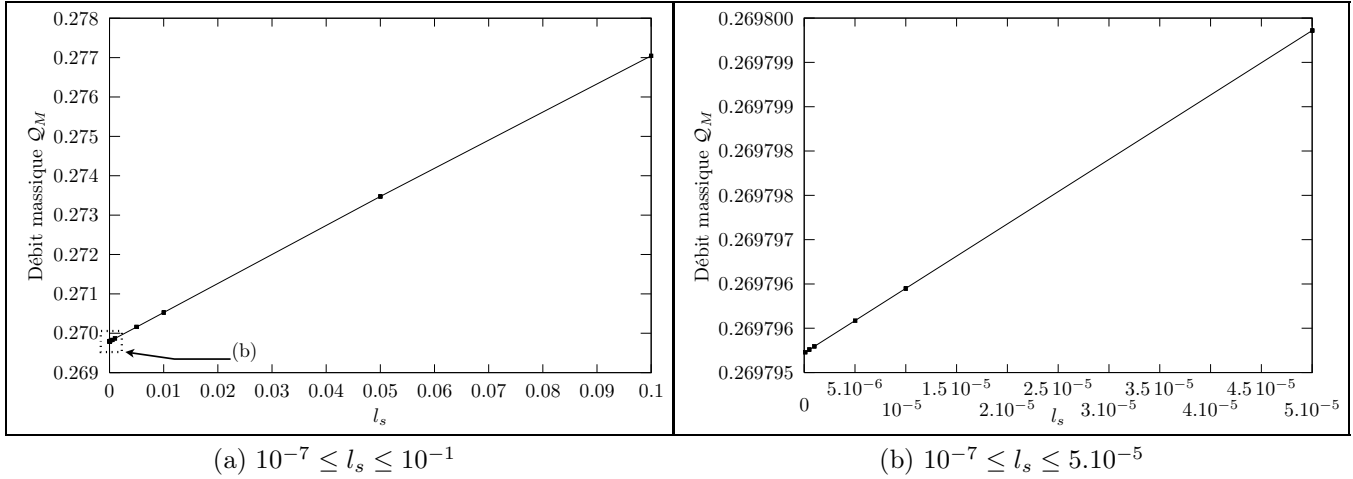 0.278
0.277
0.276
0.275
0.274
0.273
0.272
0.271
0.270
0.269
Débit massique 𝒬_M
(b)
0 0.01 0.02 0.03 0.04 0.05 0.06 0.07 0.08 0.09 0.1
l_s
(a) 10⁻⁷ ≤ l_s ≤ 10⁻¹
0.269800
0.269799
0.269799
0.269798
0.269798
0.269797
0.269796
0.269796
0.269795
Débit massique 𝒬_M
5.10⁻⁶ 1.5 10⁻⁵ 2.5 10⁻⁵ 3.5 10⁻⁵ 4.5 10⁻⁵
0 10⁻⁵ 2.10⁻⁵ 3.10⁻⁵ 4.10⁻⁵ 5.10⁻⁵
l_s
(b) 10⁻⁷ ≤ l_s ≤ 5.10⁻⁵